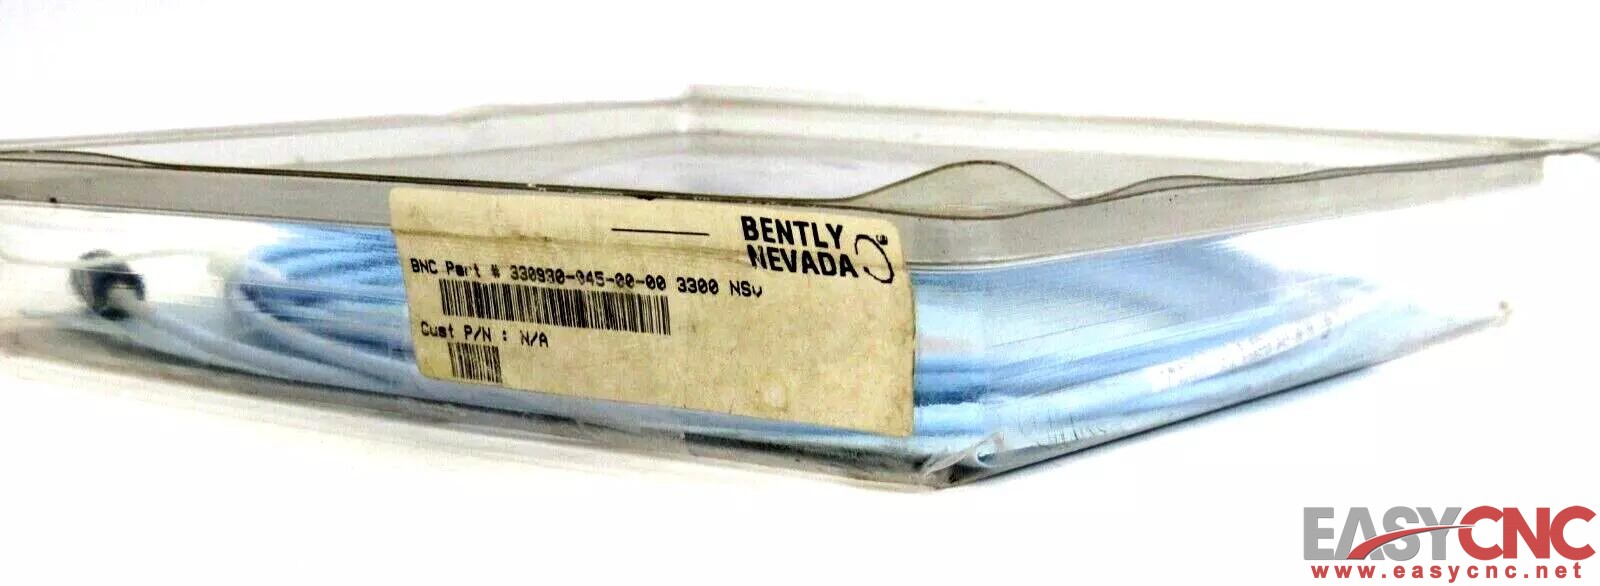 BENTLY
NEVADA
BNC Part # 330930-045-00-00 3300 NSv
Cust P/N : N/A
EASYCNC
www.easycnc.net